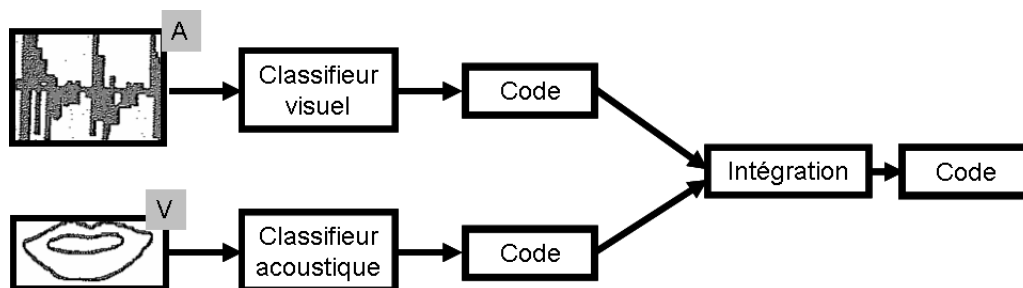 A
Classifieur
visuel
Code
Intégration
Code
V
Classifieur
acoustique
Code